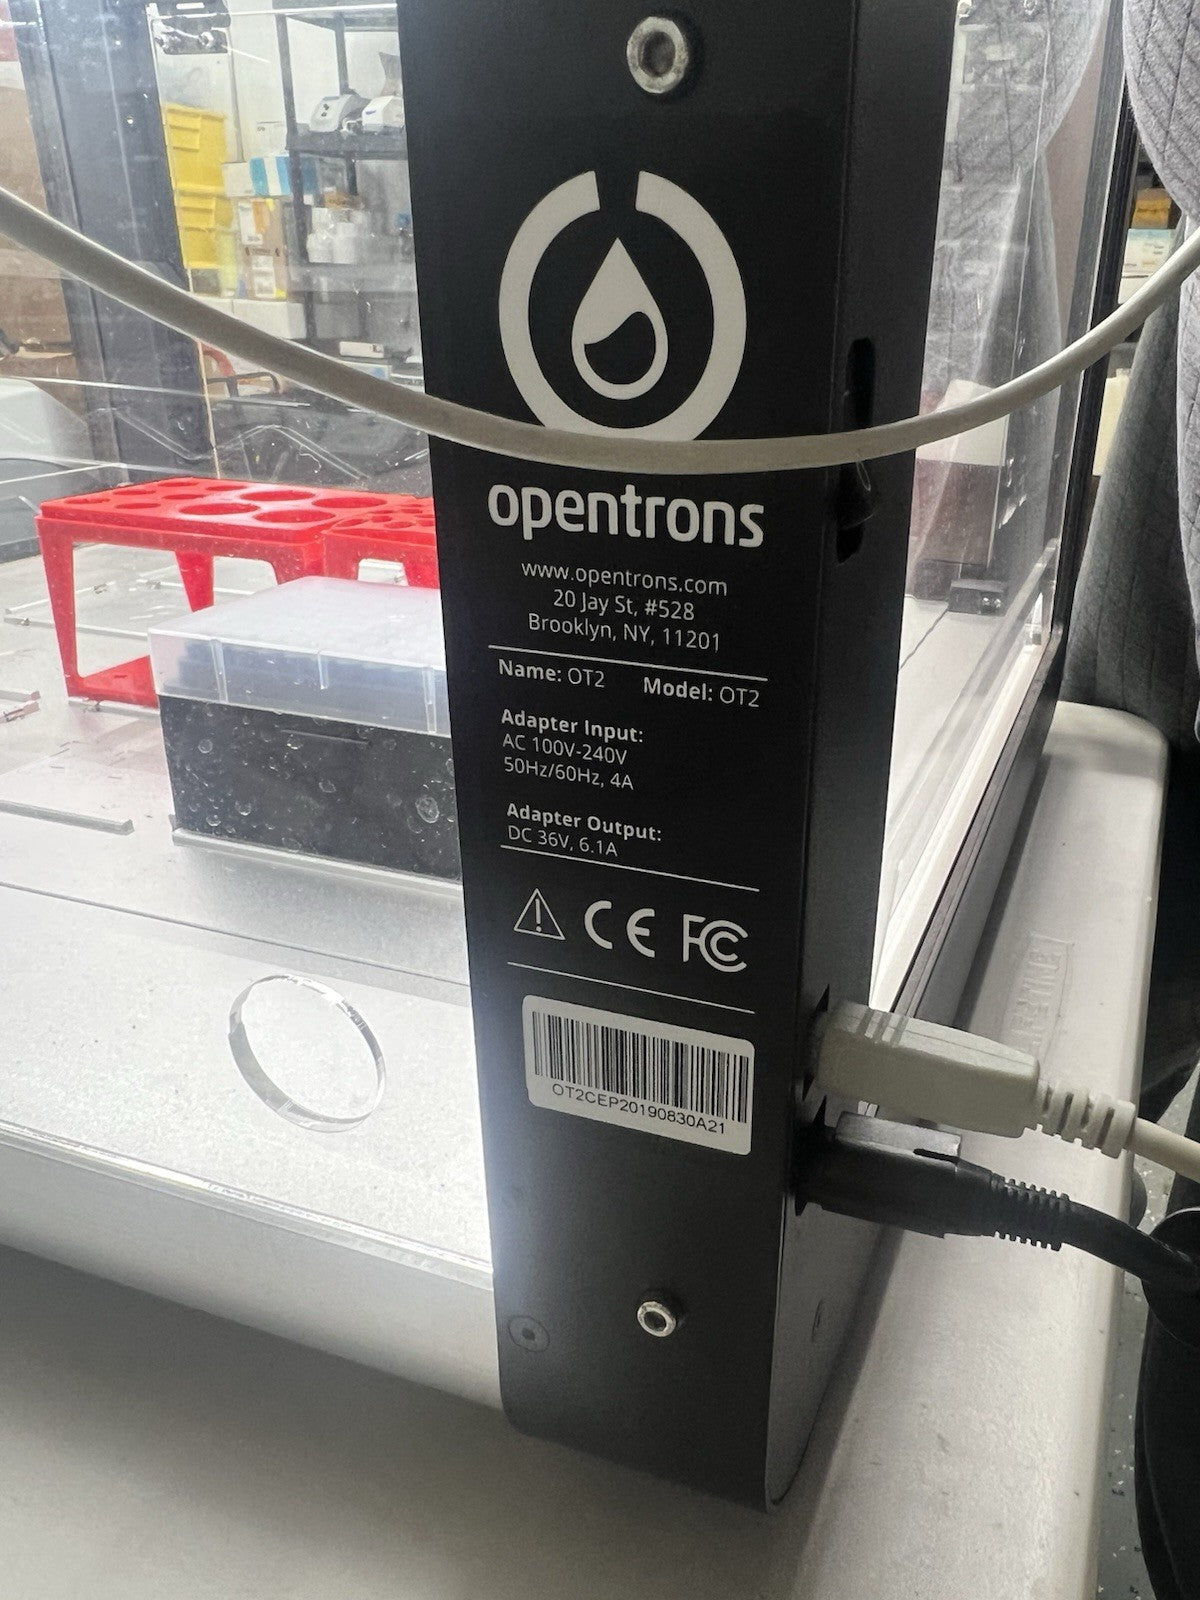 opentrons
www.opentrons.com
20 Jay St, #528
Brooklyn, NY, 11201
Name: OT2 Model: OT2
Adapter Input:
AC 100V-240V
50Hz/60Hz, 4A
Adapter Output:
DC 36V, 6.1A
CE FC
OT2CEP20190830A21
LIFETIME